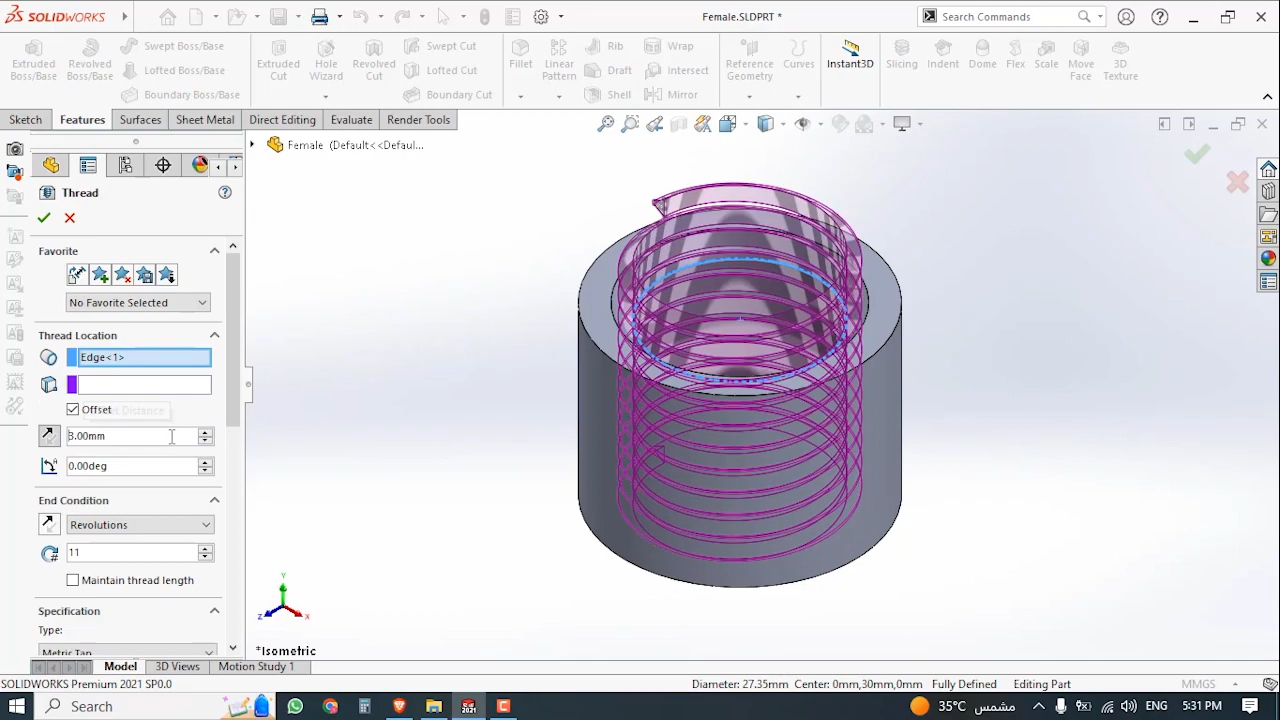 SOLIDWORKS
Female.SLDPRT *
Search Commands
Extruded Boss/Base
Revolved Boss/Base
Swept Boss/Base
Lofted Boss/Base
Boundary Boss/Base
Extruded Cut
Hole Wizard
Revolved Cut
Swept Cut
Lofted Cut
Boundary Cut
Fillet
Linear Pattern
Rib
Draft
Shell
Wrap
Intersect
Mirror
Reference Geometry
Curves
Instant3D
Slicing
Indent
Dome
Flex
Scale
Move Face
3D Texture
Sketch
Features
Surfaces
Sheet Metal
Direct Editing
Evaluate
Render Tools
Female (Default<<Defaul...
Thread
Favorite
No Favorite Selected
Thread Location
Edge<1>
Offset
3.00mm
0.00deg
End Condition
Revolutions
11
Maintain thread length
Specification
Type:
Metric Tap
Y
Z
X
*Isometric
Model
3D Views
Motion Study 1
SOLIDWORKS Premium 2021 SP0.0
Diameter: 27.35mm Center: 0mm,30mm,0mm
Fully Defined
Editing Part
MMGS
Search
35°C مشمس
ENG
5:31 PM